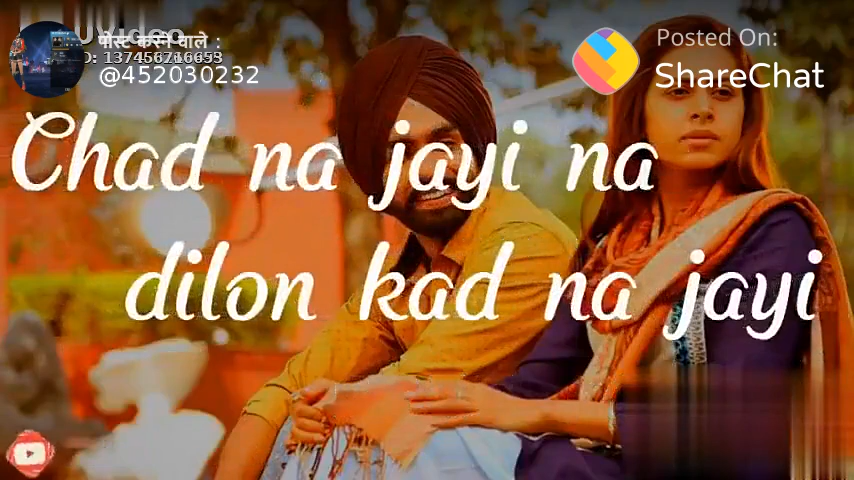 पोस्ट करने वाले :
@452030232
Posted On:
ShareChat
Chad na jayi na
dilon kad na jayi